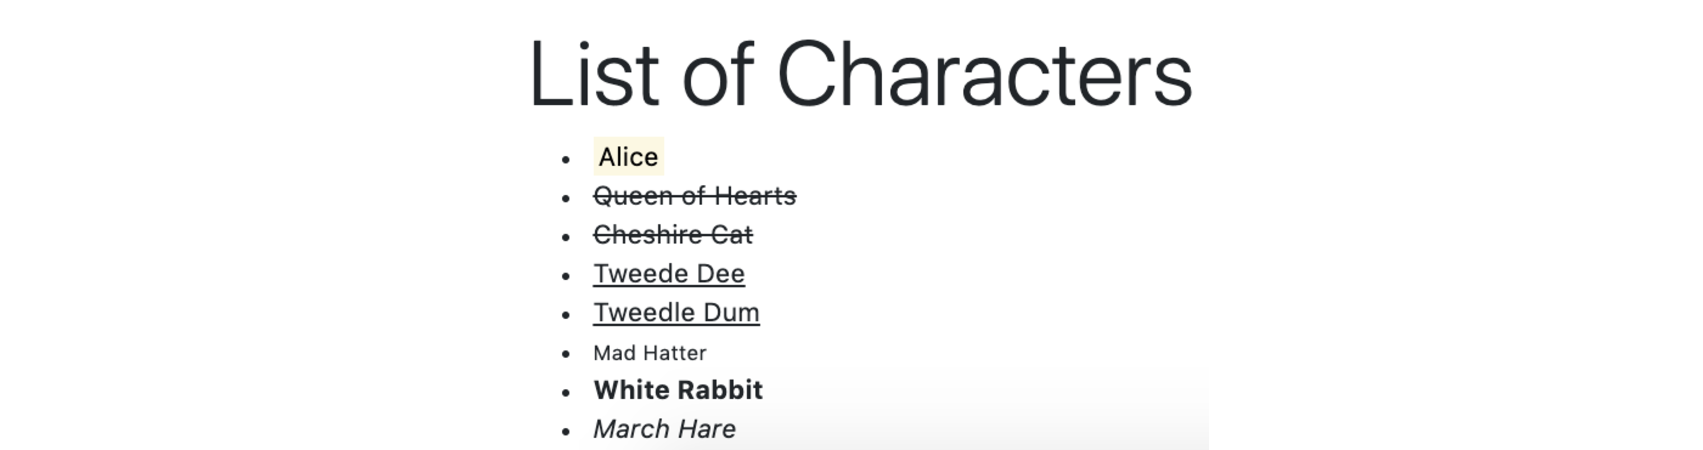 List of Characters
Alice
Queen of Hearts
Cheshire Cat
Tweede Dee
Tweedle Dum
Mad Hatter
White Rabbit
March Hare